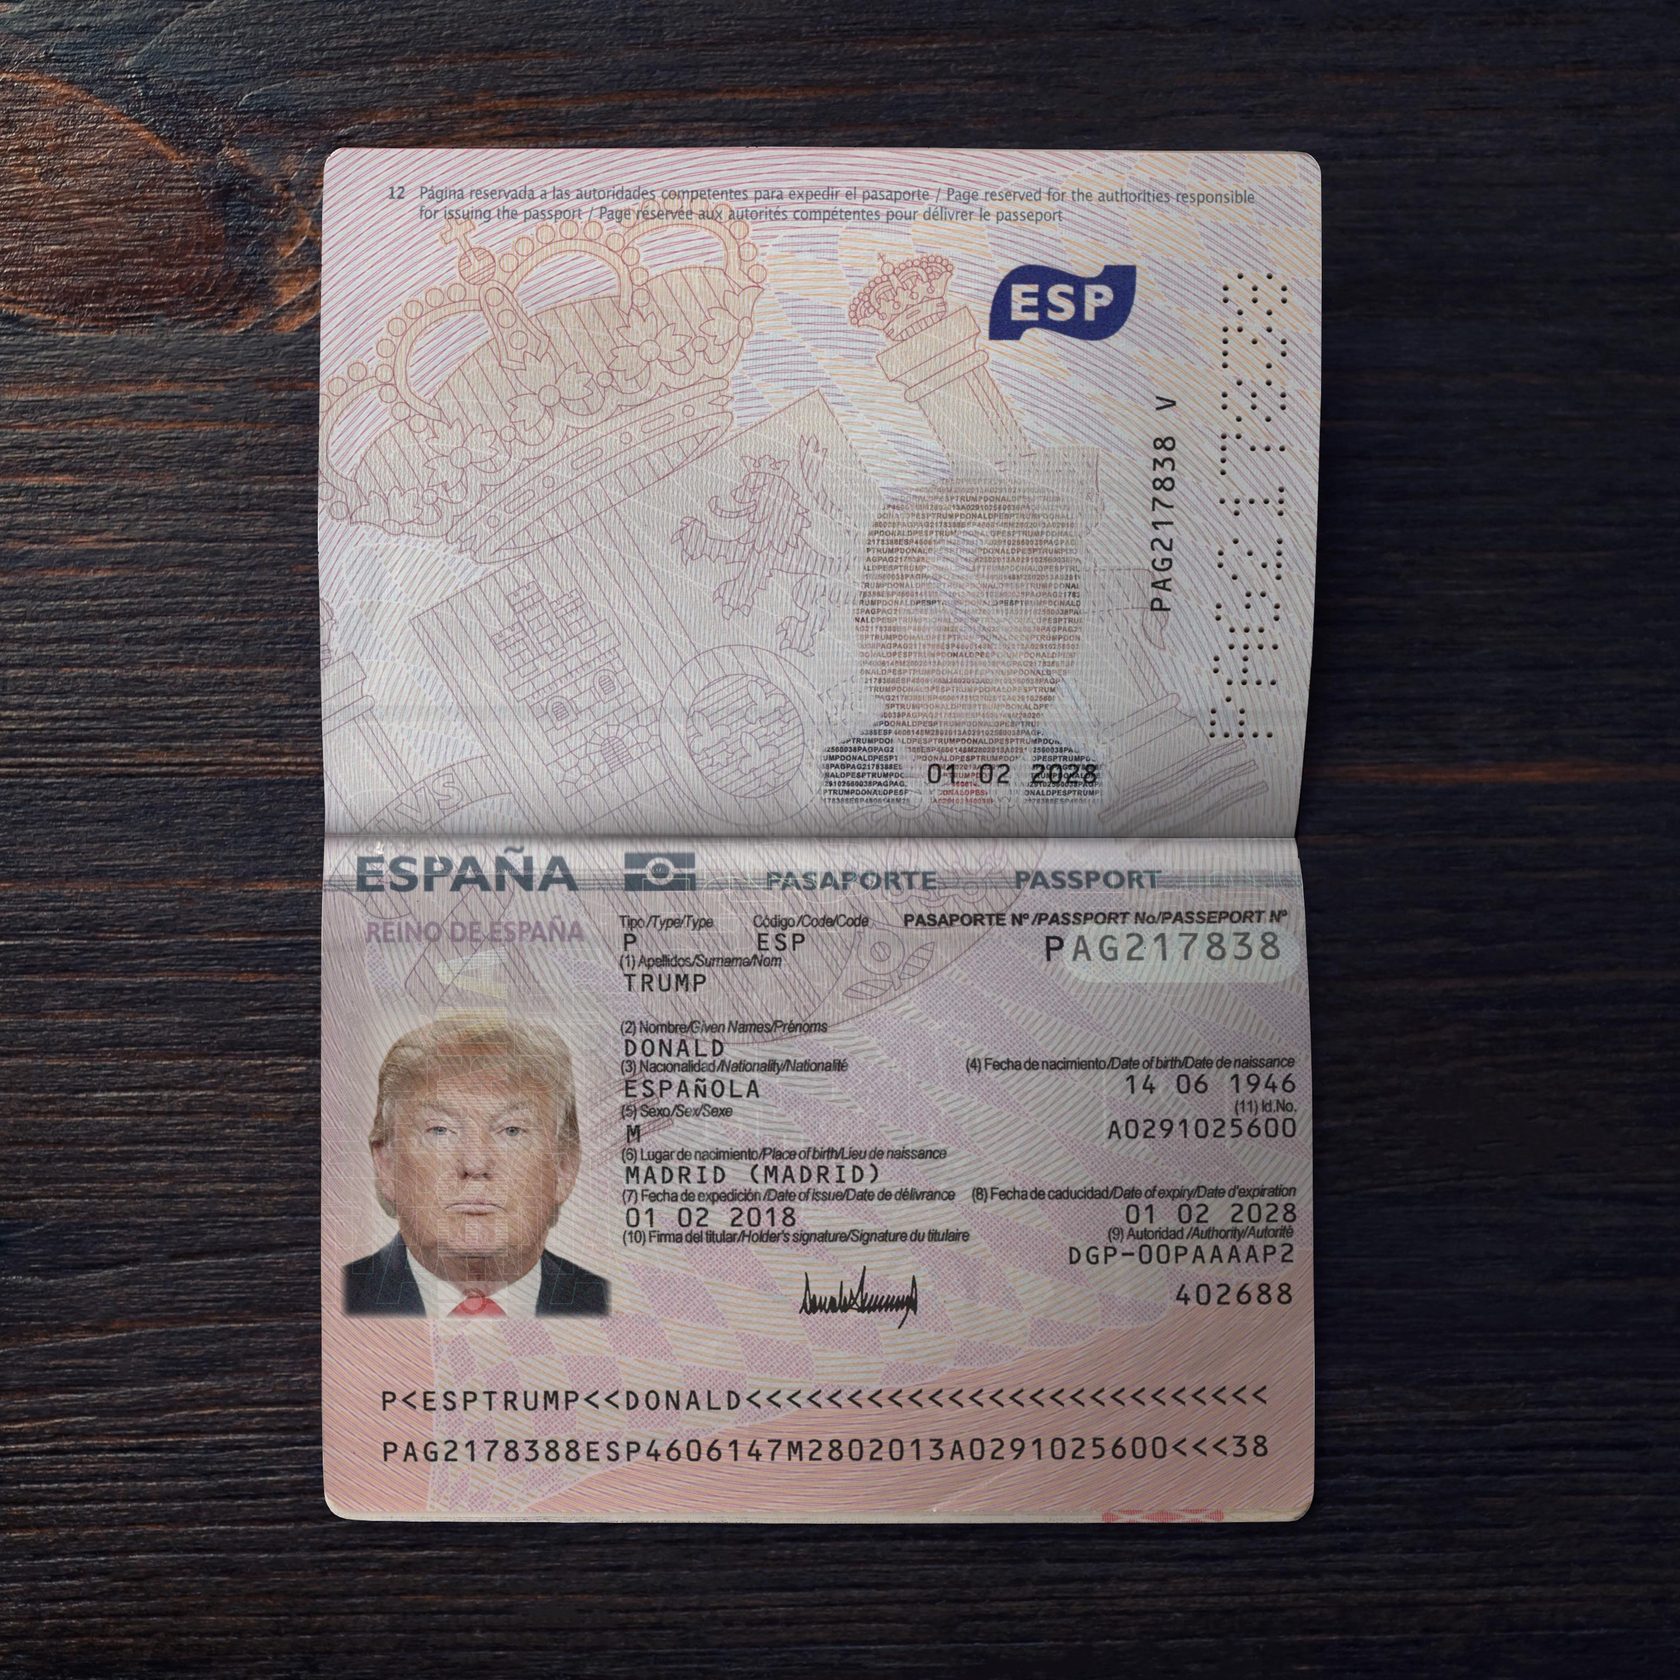 12 Página reservada a las autoridades competentes para expedir el pasaporte / Page reserved for the authorities responsible
for issuing the passport / Page réservée aux autorités compétentes pour délivrer le passeport
ESP
PAG217838 V
PAG217838
01 02 2028
ESPAÑA PASAPORTE PASSPORT
REINO DE ESPAÑA
Tipo/Type/Type Código/Code/Code PASAPORTE Nº/PASSPORT No/PASSEPORT Nº
P ESP PAG217838
(1) Apellidos/Surname/Nom
TRUMP
(2) Nombre/Given Names/Prénoms
DONALD
(3) Nacionalidad/Nationality/Nationalité (4) Fecha de nacimiento/Date of birth/Date de naissance
ESPAñOLA 14 06 1946
(5) Sexo/Sex/Sexe (11) Id.No.
M A0291025600
(6) Lugar de nacimiento/Place of birth/Lieu de naissance
MADRID (MADRID)
(7) Fecha de expedición/Date of issue/Date de délivrance (8) Fecha de caducidad/Date of expiry/Date d'expiration
01 02 2018 01 02 2028
(10) Firma del titular/Holder's signature/Signature du titulaire (9) Autoridad/Authority/Autorité
DGP-00PAAAAP2
402688
P<ESPTRUMP<<DONALD<<<<<<<<<<<<<<<<<<<<<<<<<<
PAG2178388ESP4606147M2802013A0291025600<<<38